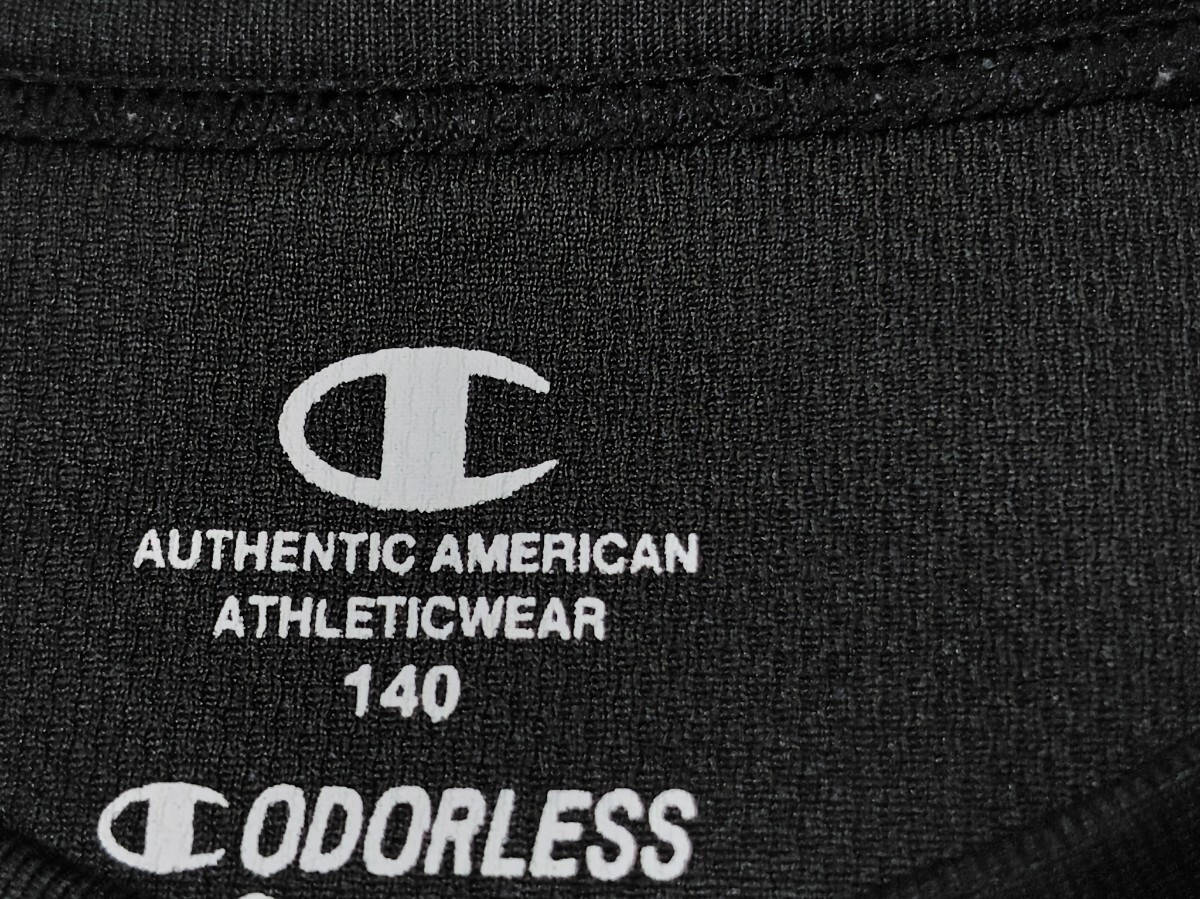 AUTHENTIC AMERICAN
ATHLETICWEAR
140
ODORLESS